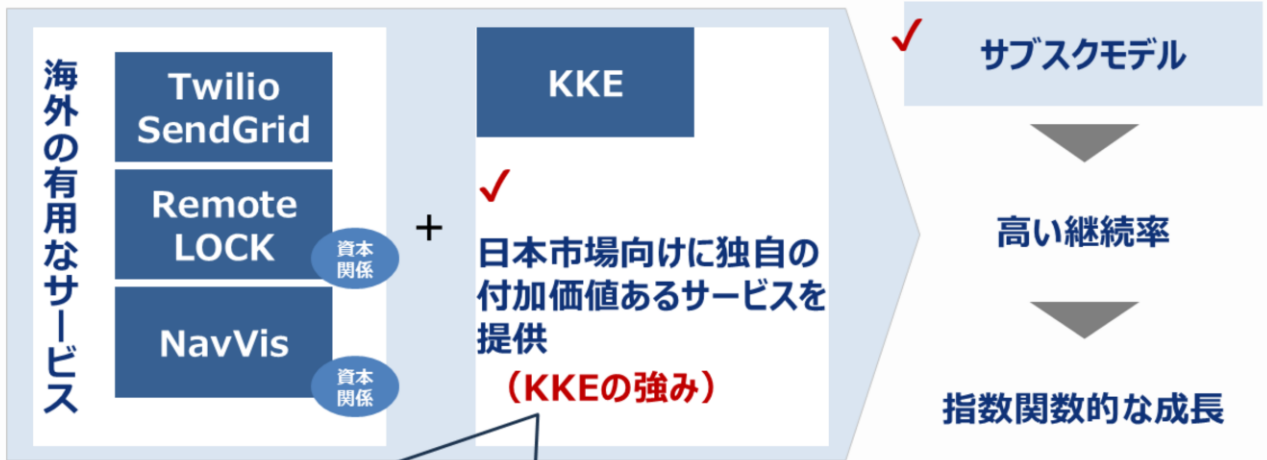 海外の有用なサービス
Twilio
SendGrid
Remote
LOCK
資本
関係
NavVis
資本
関係
+
KKE
✓
日本市場向けに独自の
付加価値あるサービスを
提供
（KKEの強み）
✓
サブスクモデル
高い継続率
指数関数的な成長